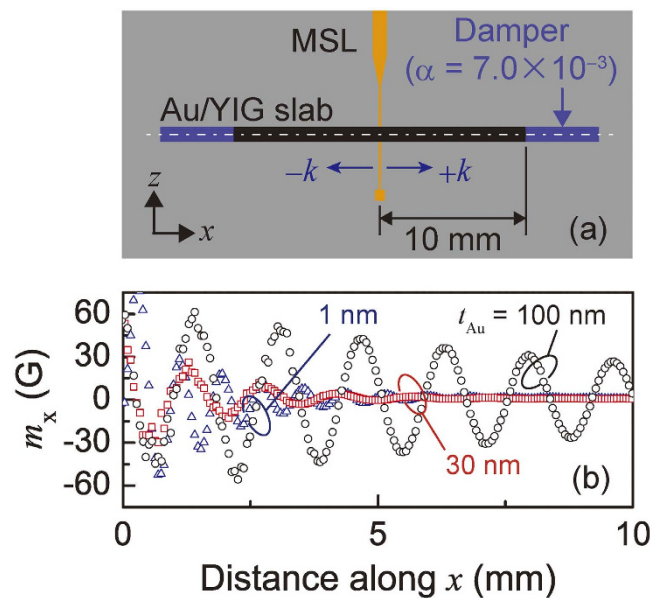 MSL
Damper
(α = 7.0×10⁻³)
Au/YIG slab
−k
+k
z
x
10 mm
(a)
60
30
0
-30
-60
mₓ (G)
1 nm
t_Au = 100 nm
30 nm
(b)
0
5
10
Distance along x (mm)